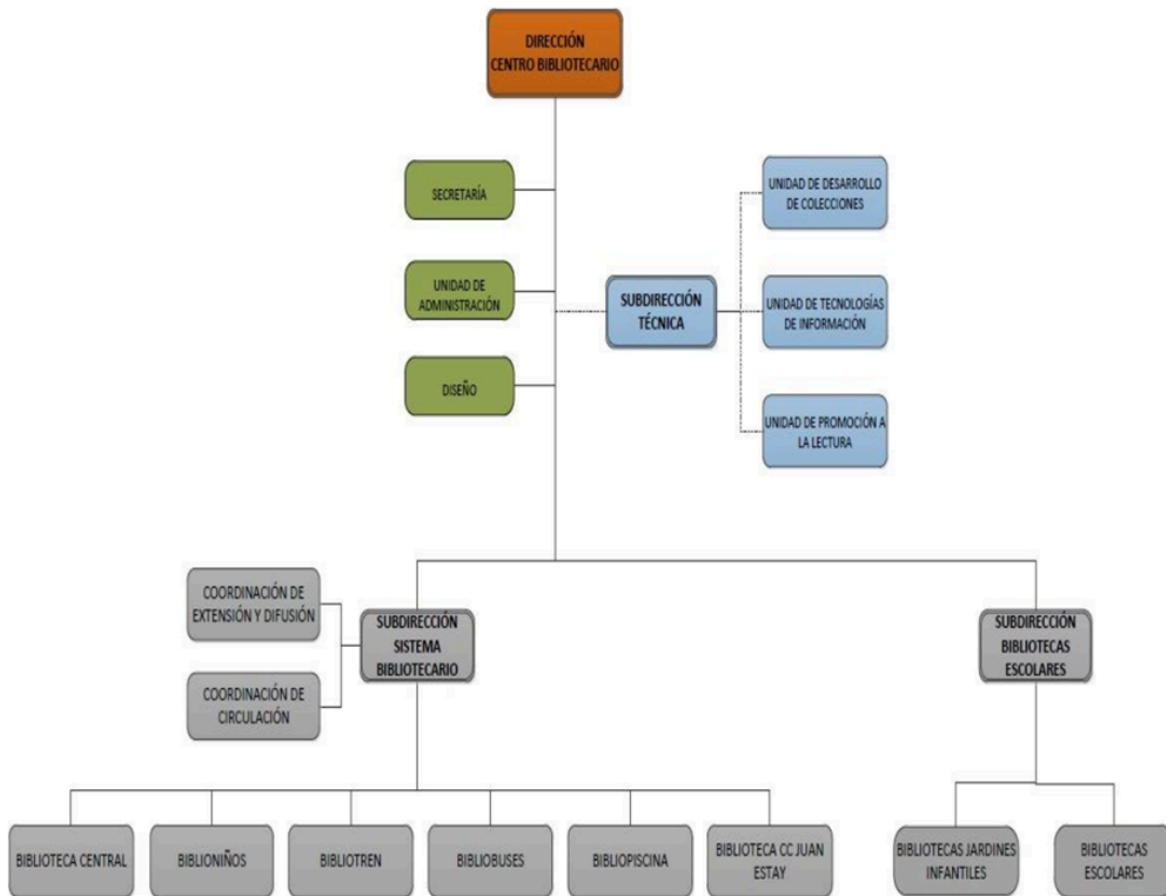 DIRECCIÓN
CENTRO BIBLIOTECARIO
SECRETARÍA
UNIDAD DE
ADMINISTRACIÓN
DISEÑO
SUBDIRECCIÓN
TÉCNICA
UNIDAD DE DESARROLLO
DE COLECCIONES
UNIDAD DE TECNOLOGÍAS
DE INFORMACIÓN
UNIDAD DE PROMOCIÓN A
LA LECTURA
COORDINACIÓN DE
EXTENSIÓN Y DIFUSIÓN
COORDINACIÓN DE
CIRCULACIÓN
SUBDIRECCIÓN
SISTEMA
BIBLIOTECARIO
SUBDIRECCIÓN
BIBLIOTECAS
ESCOLARES
BIBLIOTECA CENTRAL
BIBLIONIÑOS
BIBLIOTREN
BIBLIOBUSES
BIBLIOPISCINA
BIBLIOTECA CC JUAN
ESTAY
BIBLIOTECAS JARDINES
INFANTILES
BIBLIOTECAS
ESCOLARES